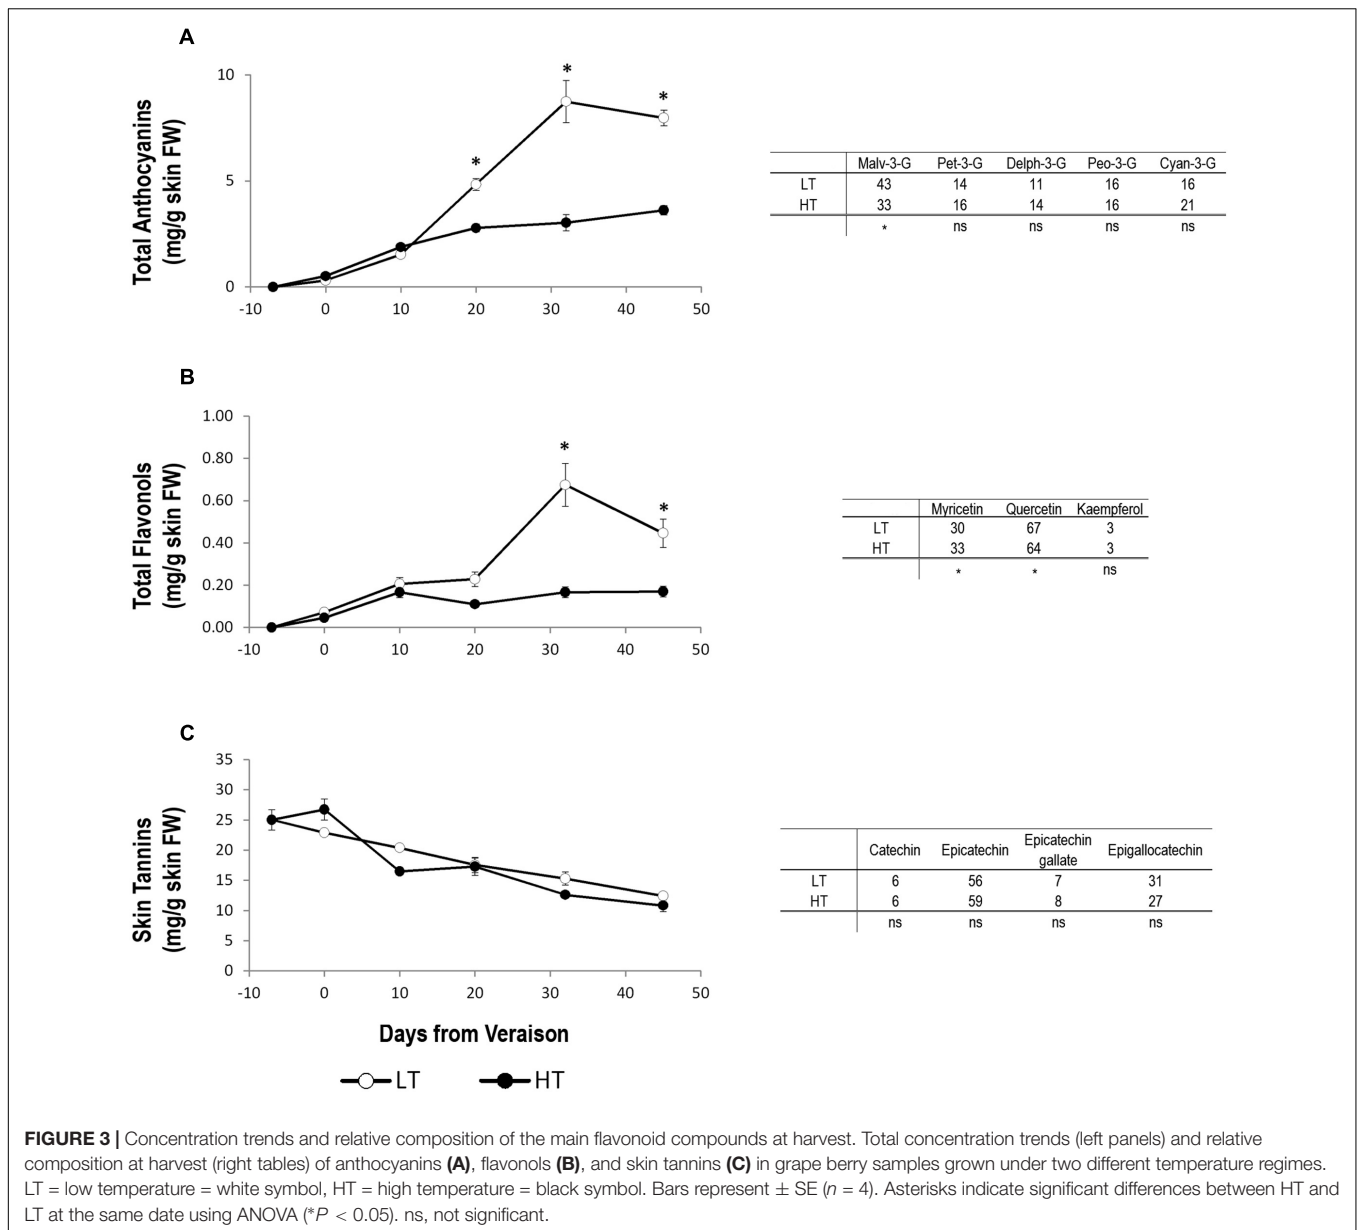 A
Total Anthocyanins
(mg/g skin FW)
10
5
0
-10 0 10 20 30 40 50
* * *
Malv-3-G Pet-3-G Delph-3-G Peo-3-G Cyan-3-G
LT 43 14 11 16 16
HT 33 16 14 16 21
* ns ns ns ns
B
Total Flavonols
(mg/g skin FW)
1.00
0.80
0.60
0.40
0.20
0.00
-10 0 10 20 30 40 50
* *
Myricetin Quercetin Kaempferol
LT 30 67 3
HT 33 64 3
* * ns
C
Skin Tannins
(mg/g skin FW)
35
30
25
20
15
10
5
0
-10 0 10 20 30 40 50
Catechin Epicatechin Epicatechin gallate Epigallocatechin
LT 6 56 7 31
HT 6 59 8 27
ns ns ns ns
Days from Veraison
LT HT
FIGURE 3 | Concentration trends and relative composition of the main flavonoid compounds at harvest. Total concentration trends (left panels) and relative
composition at harvest (right tables) of anthocyanins (A), flavonols (B), and skin tannins (C) in grape berry samples grown under two different temperature regimes.
LT = low temperature = white symbol, HT = high temperature = black symbol. Bars represent ± SE (n = 4). Asterisks indicate significant differences between HT and
LT at the same date using ANOVA (*P < 0.05). ns, not significant.